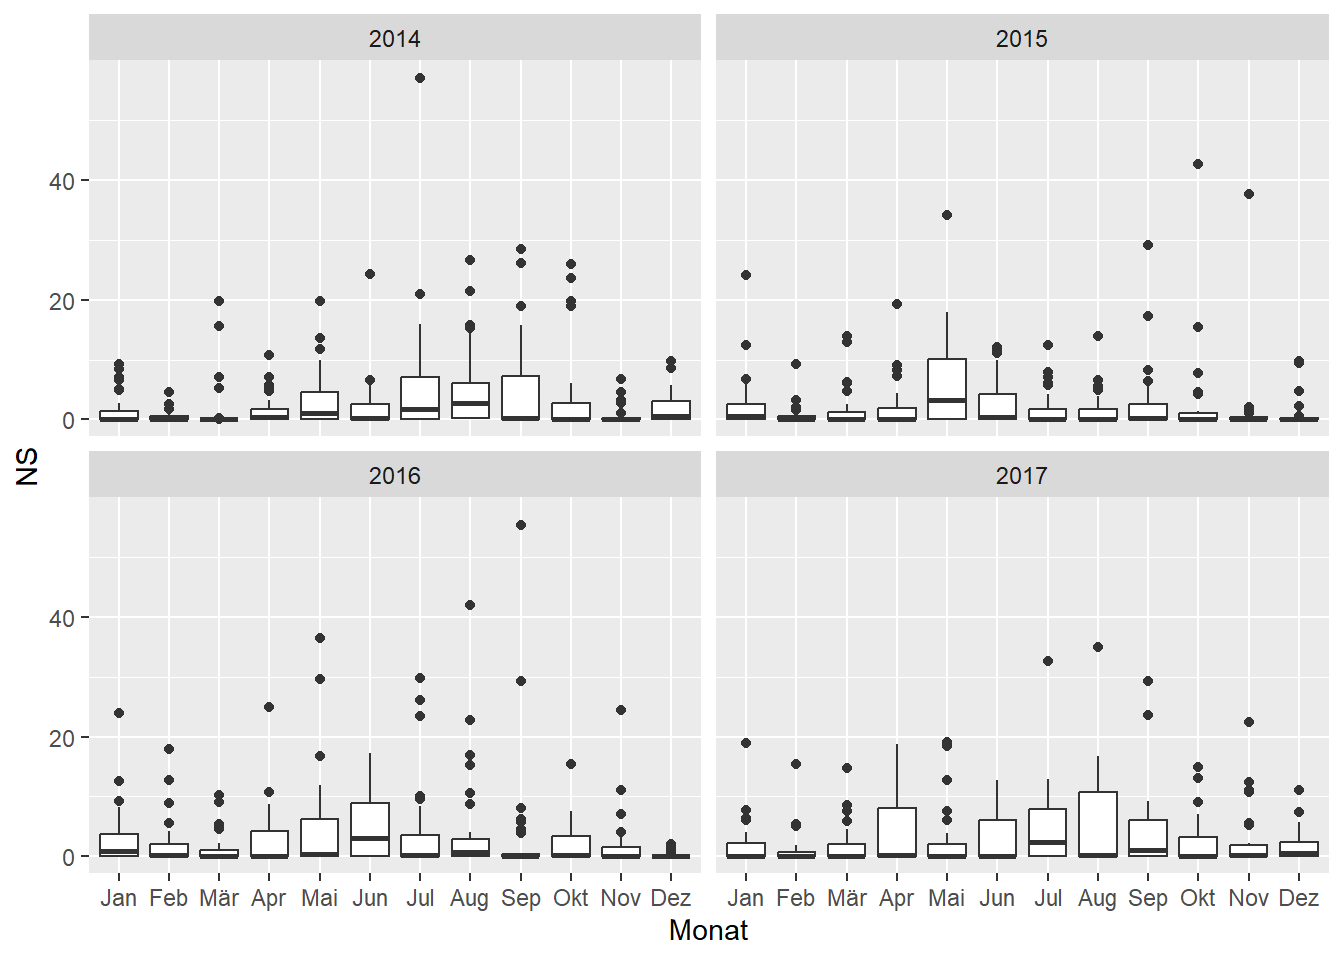 2014 2015
40
20
0
NS
2016 2017
40
20
0
Jan Feb Mär Apr Mai Jun Jul Aug Sep Okt Nov Dez Jan Feb Mär Apr Mai Jun Jul Aug Sep Okt Nov Dez
Monat